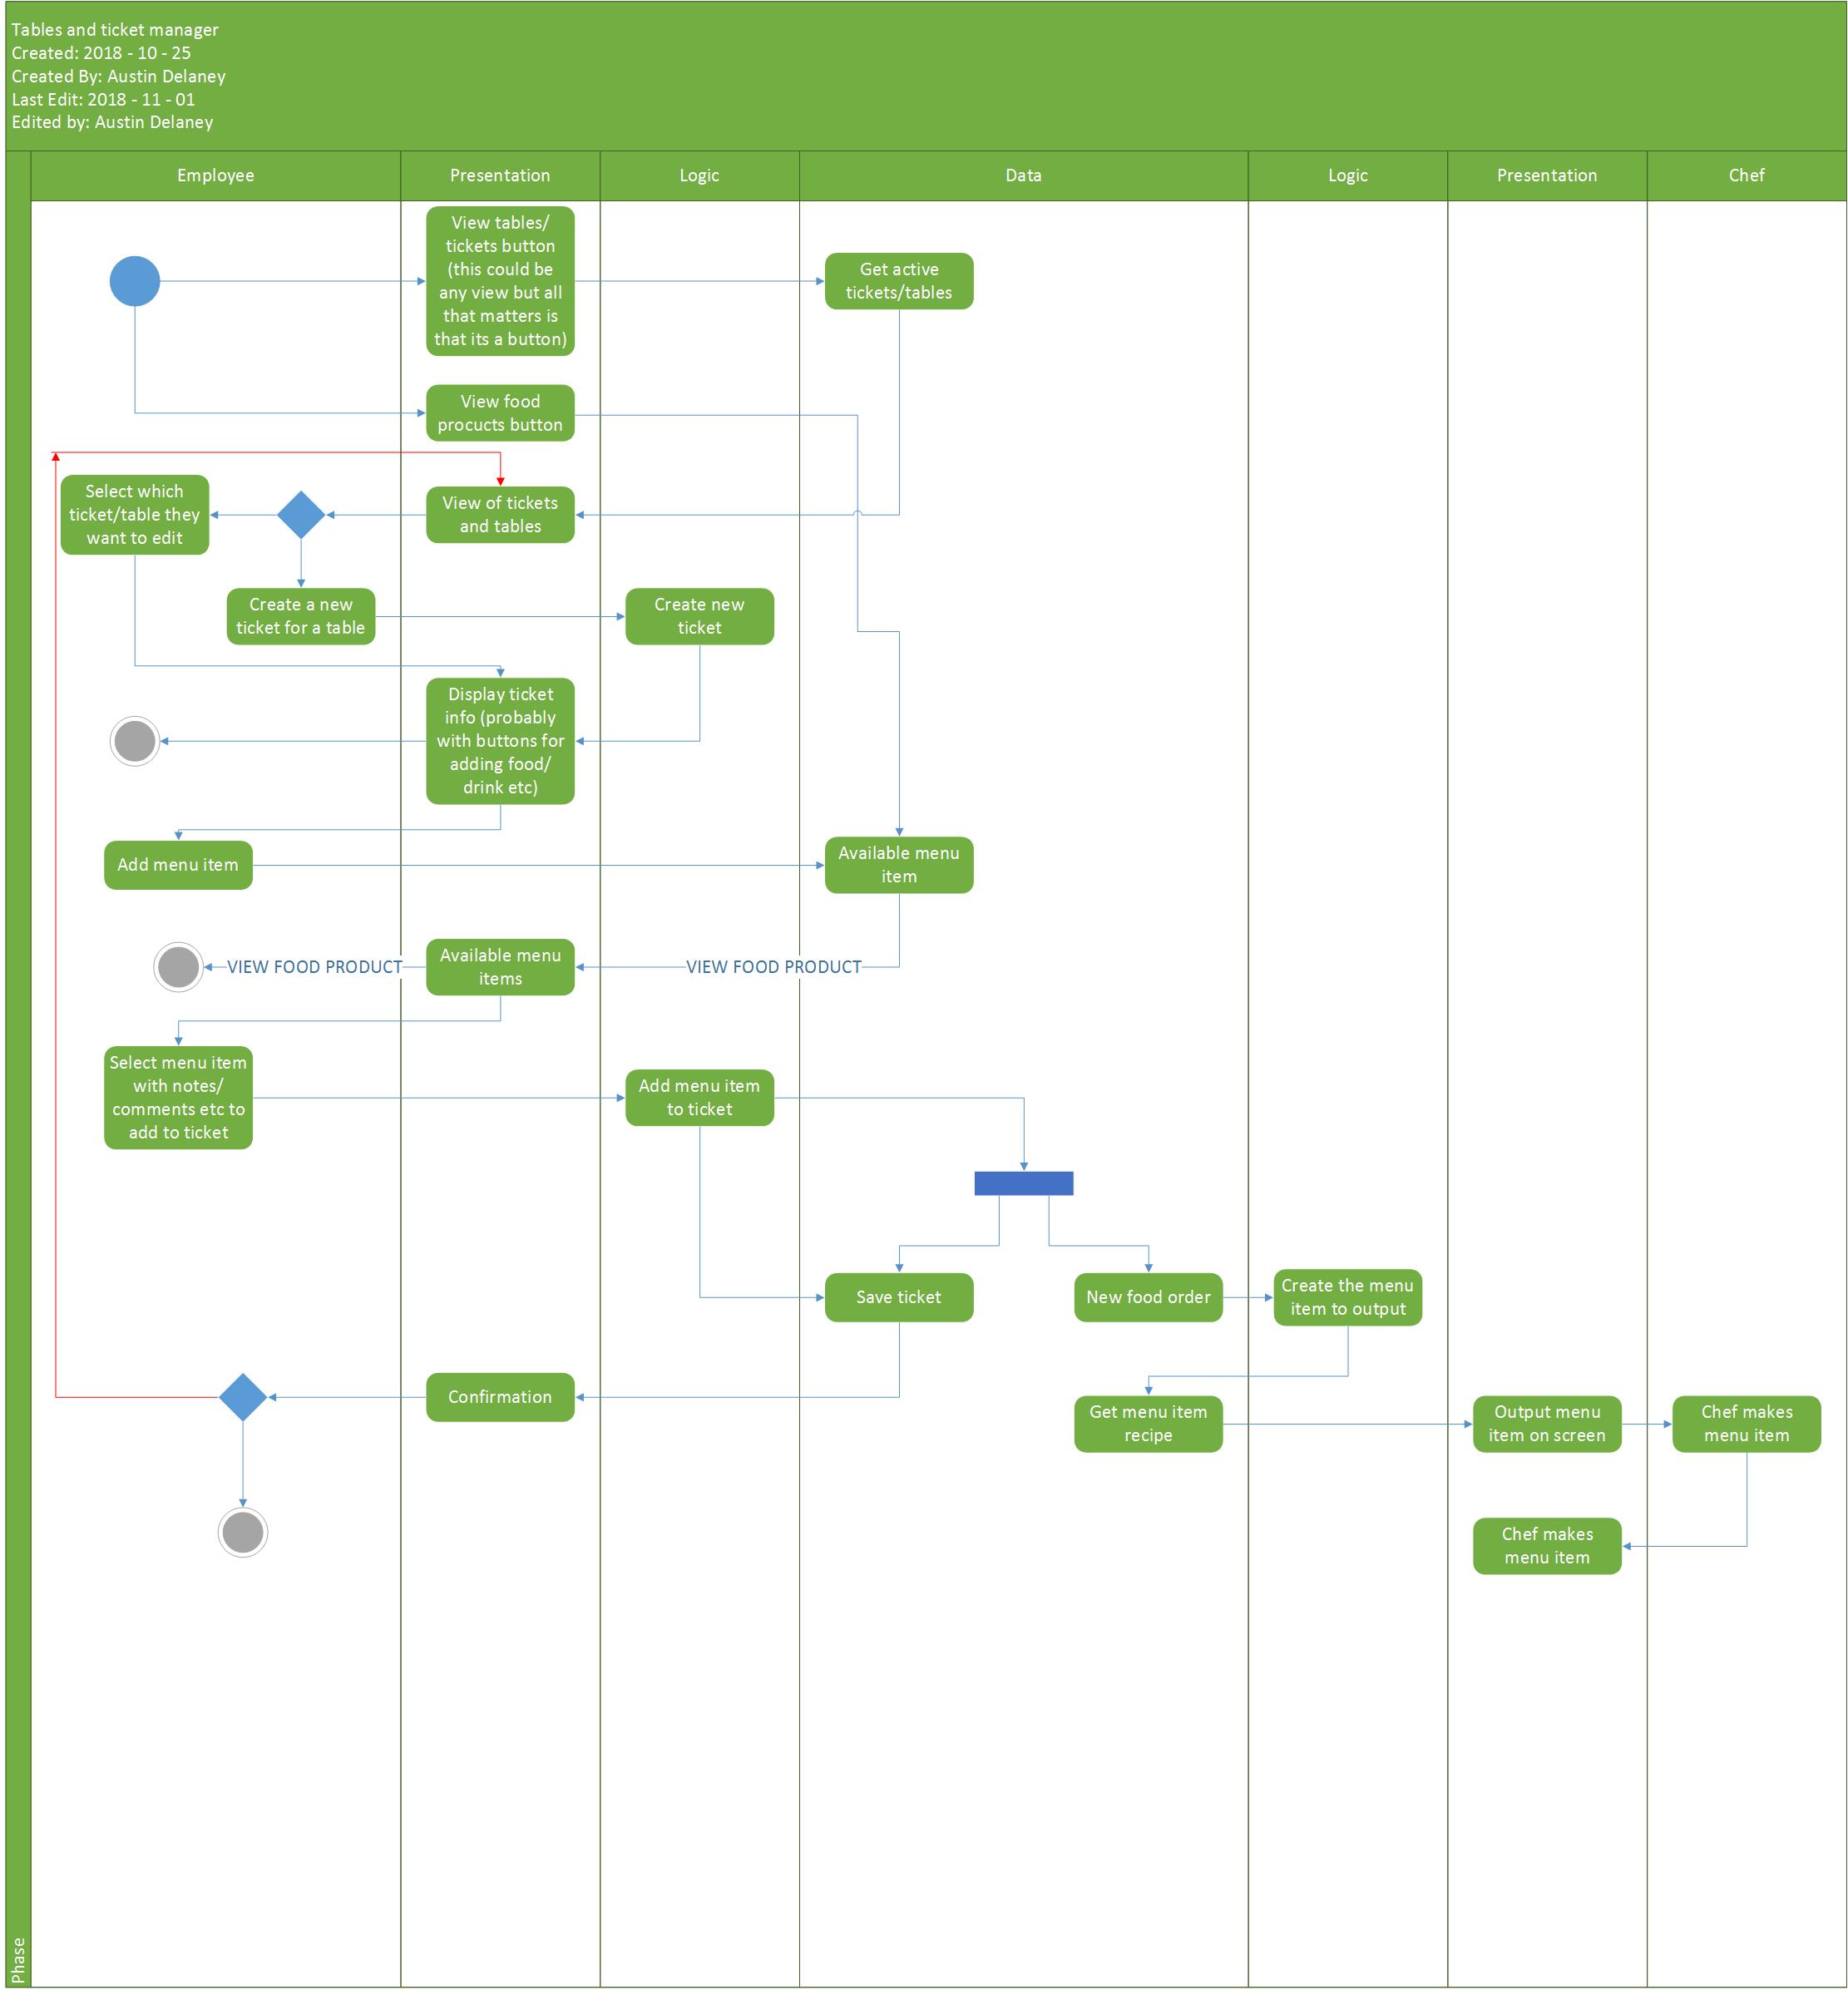 Tables and ticket manager
Created: 2018 - 10 - 25
Created By: Austin Delaney
Last Edit: 2018 - 11 - 01
Edited by: Austin Delaney
Employee
Presentation
Logic
Data
Logic
Presentation
Chef
View tables/
tickets button
(this could be
any view but all
that matters is
that its a button)
Get active
tickets/tables
View food
procucts button
Select which
ticket/table they
want to edit
View of tickets
and tables
Create a new
ticket for a table
Create new
ticket
Display ticket
info (probably
with buttons for
adding food/
drink etc)
Add menu item
Available menu
item
VIEW FOOD PRODUCT
Available menu
items
VIEW FOOD PRODUCT
Select menu item
with notes/
comments etc to
add to ticket
Add menu item
to ticket
Save ticket
New food order
Create the menu
item to output
Confirmation
Get menu item
recipe
Output menu
item on screen
Chef makes
menu item
Chef makes
menu item
Phase